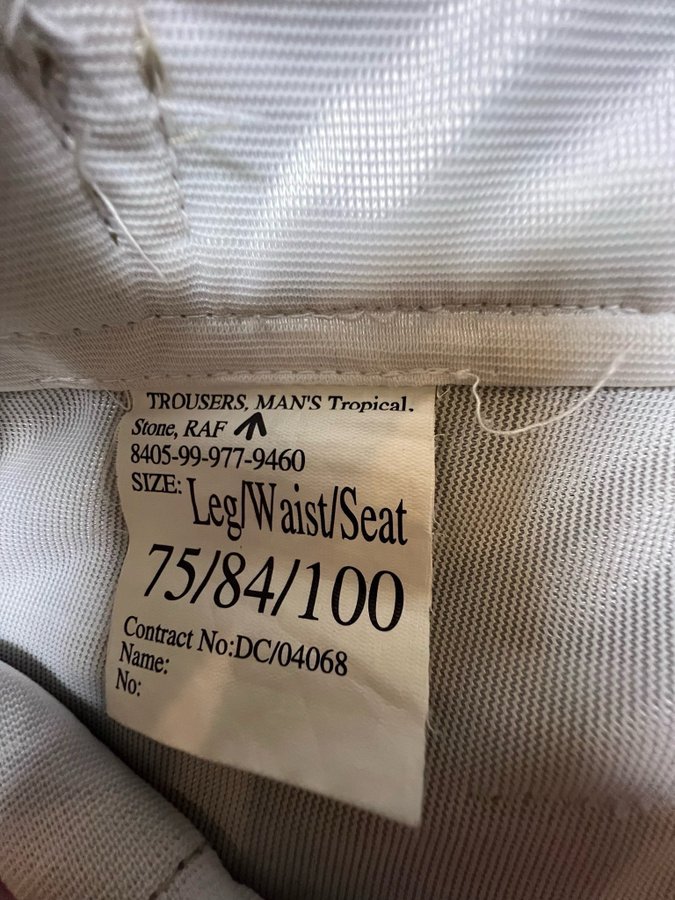 TROUSERS, MAN'S Tropical,
Stone, RAF
8405-99-977-9460
SIZE: Leg/Waist/Seat
75/84/100
Contract No:DC/04068
Name:
No: